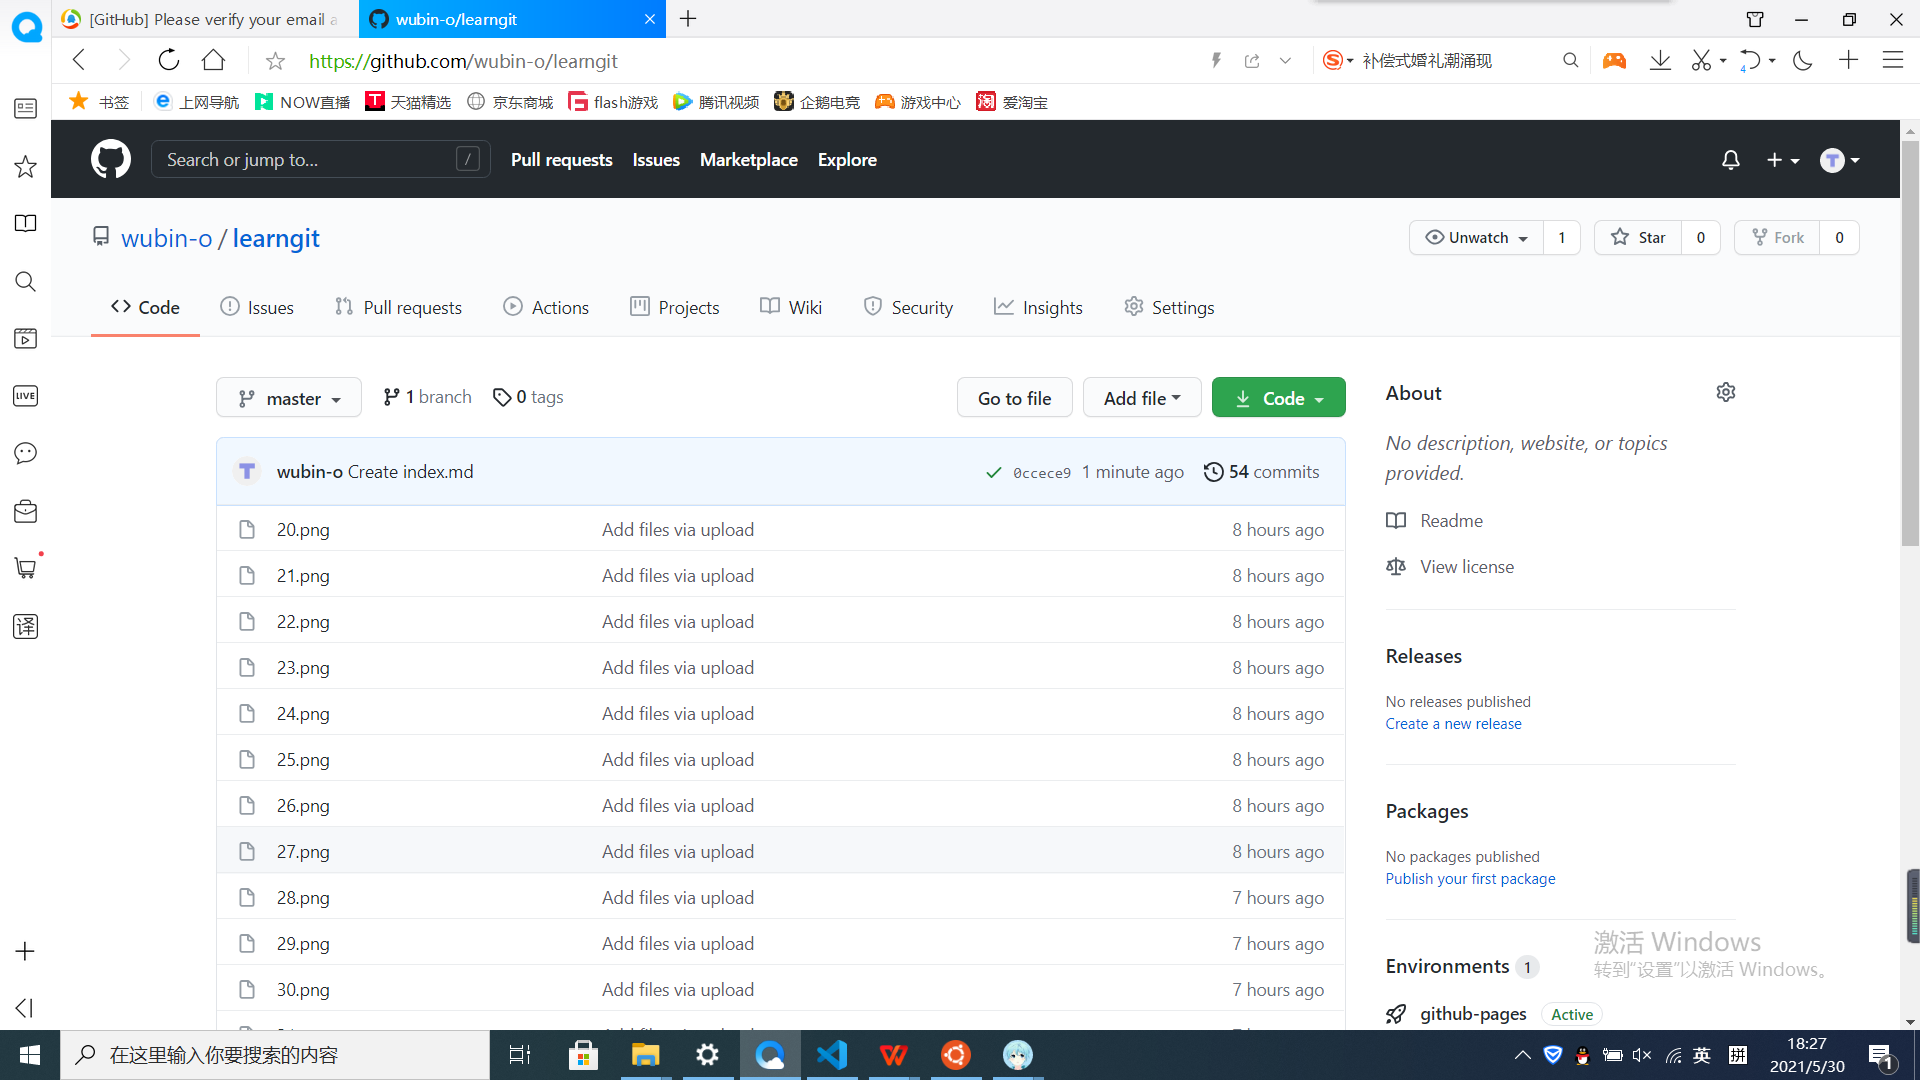 [GitHub] Please verify your email a
wubin-o/learngit
https://github.com/wubin-o/learngit
补偿式婚礼潮涌现
4
书签 上网导航 NOW直播 天猫精选 京东商城 flash游戏 腾讯视频 企鹅电竞 游戏中心 爱淘宝
Search or jump to... / Pull requests Issues Marketplace Explore
wubin-o / learngit
Unwatch 1 Star 0 Fork 0
Code Issues Pull requests Actions Projects Wiki Security Insights Settings
master 1 branch 0 tags Go to file Add file Code
wubin-o Create index.md 0ccece9 1 minute ago 54 commits
20.png Add files via upload 8 hours ago
21.png Add files via upload 8 hours ago
22.png Add files via upload 8 hours ago
23.png Add files via upload 8 hours ago
24.png Add files via upload 8 hours ago
25.png Add files via upload 8 hours ago
26.png Add files via upload 8 hours ago
27.png Add files via upload 8 hours ago
28.png Add files via upload 7 hours ago
29.png Add files via upload 7 hours ago
30.png Add files via upload 7 hours ago
About
No description, website, or topics
provided.
Readme
View license
Releases
No releases published
Create a new release
Packages
No packages published
Publish your first package
Environments 1
github-pages Active
激活 Windows
转到"设置"以激活 Windows。
LIVE
译
在这里输入你要搜索的内容
英 拼
18:27
2021/5/30
1